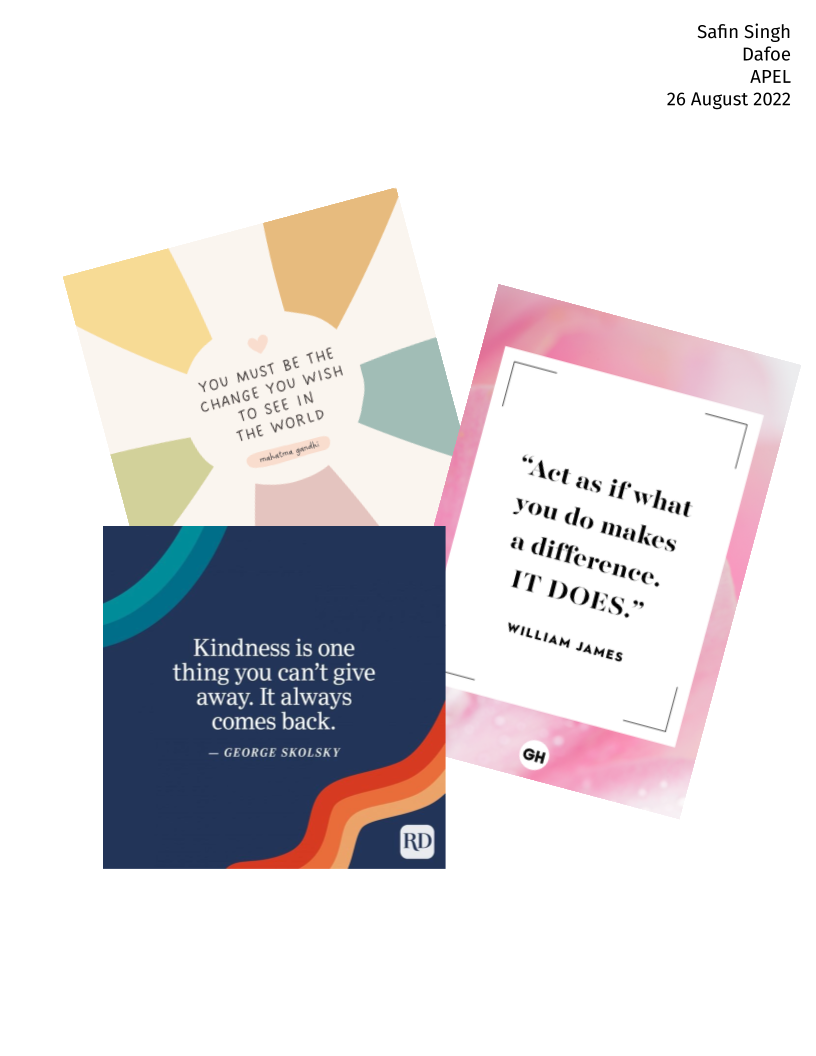 Safin Singh
Dafoe
APEL
26 August 2022
YOU MUST BE THE
CHANGE YOU WISH
TO SEE IN
THE WORLD
mahatma gandhi
“Act as if what
you do makes
a difference.
IT DOES.”
WILLIAM JAMES
GH
Kindness is one
thing you can’t give
away. It always
comes back.
— GEORGE SKOLSKY
RD